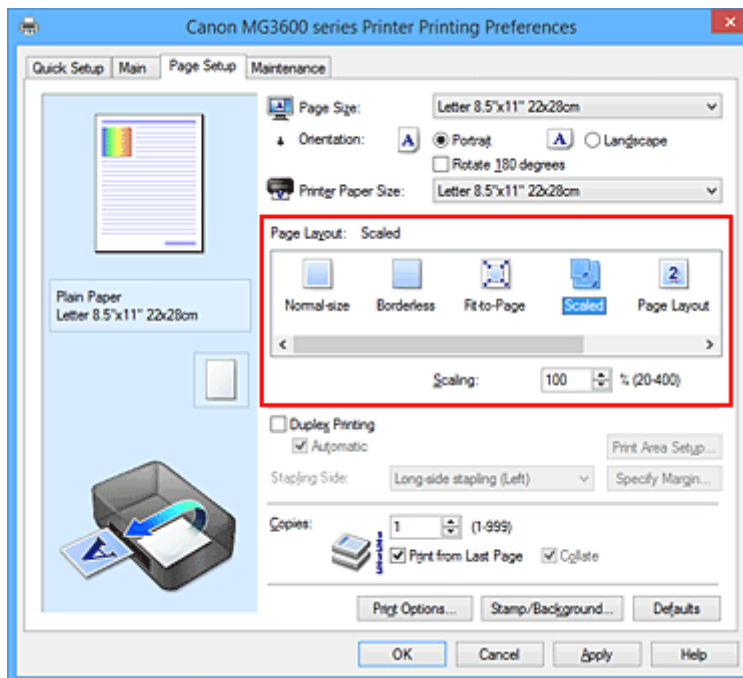 Canon MG3600 series Printer Printing Preferences
Quick Setup Main Page Setup Maintenance
Page Size: Letter 8.5"x11" 22x28cm
Orientation: A Portrait A Landscape
Rotate 180 degrees
Printer Paper Size: Letter 8.5"x11" 22x28cm
Page Layout: Scaled
Normal-size Borderless Fit-to-Page Scaled 2 Page Layout
Scaling: 100 % (20-400)
Plain Paper
Letter 8.5"x11" 22x28cm
Duplex Printing
Automatic Print Area Setup...
Stapling Side: Long-side stapling (Left) Specify Margin...
Copies: 1 (1-999)
Print from Last Page Collate
A
Print Options... Stamp/Background... Defaults
OK Cancel Apply Help